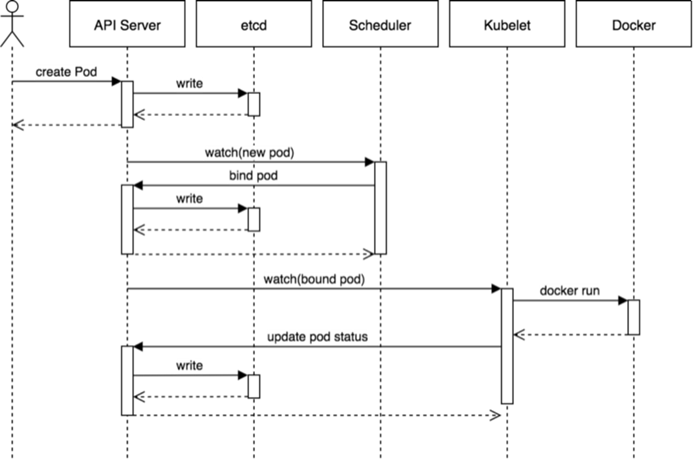 API Server
etcd
Scheduler
Kubelet
Docker
create Pod
write
watch(new pod)
bind pod
write
watch(bound pod)
docker run
update pod status
write